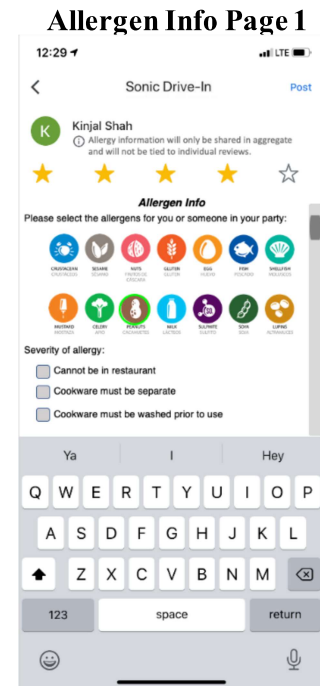 Allergen Info Page 1
12:29
LTE
Sonic Drive-In
Post
K
Kinjal Shah
Allergy information will only be shared in aggregate
and will not be tied to individual reviews.
Allergen Info
Please select the allergens for you or someone in your party:
CRUSTACEAN SESAME NUTS GLUTEN EGG FISH SHELLFISH
MUSTARD CELERY PEANUTS MILK SULPHITE SOYA LUPINS
Severity of allergy:
Cannot be in restaurant
Cookware must be separate
Cookware must be washed prior to use
Ya I Hey
Q W E R T Y U I O P
A S D F G H J K L
Z X C V B N M
123 space return